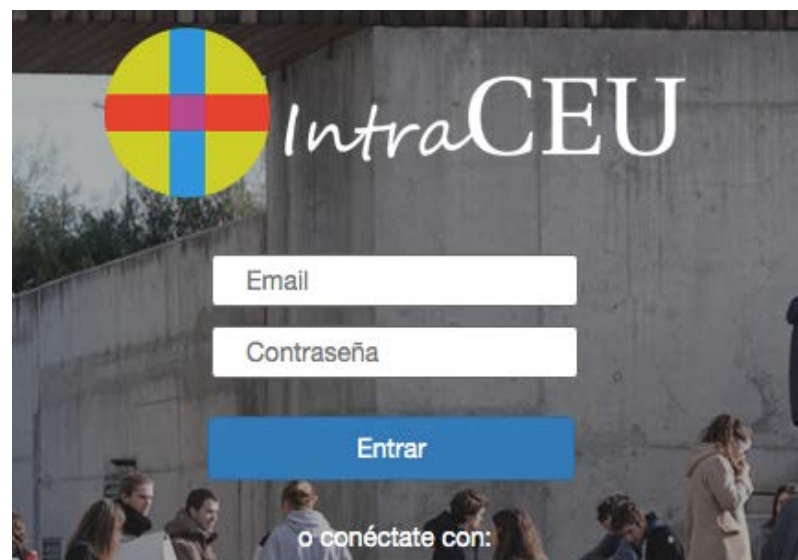 IntraCEU
Email
Contraseña
Entrar
o conéctate con: